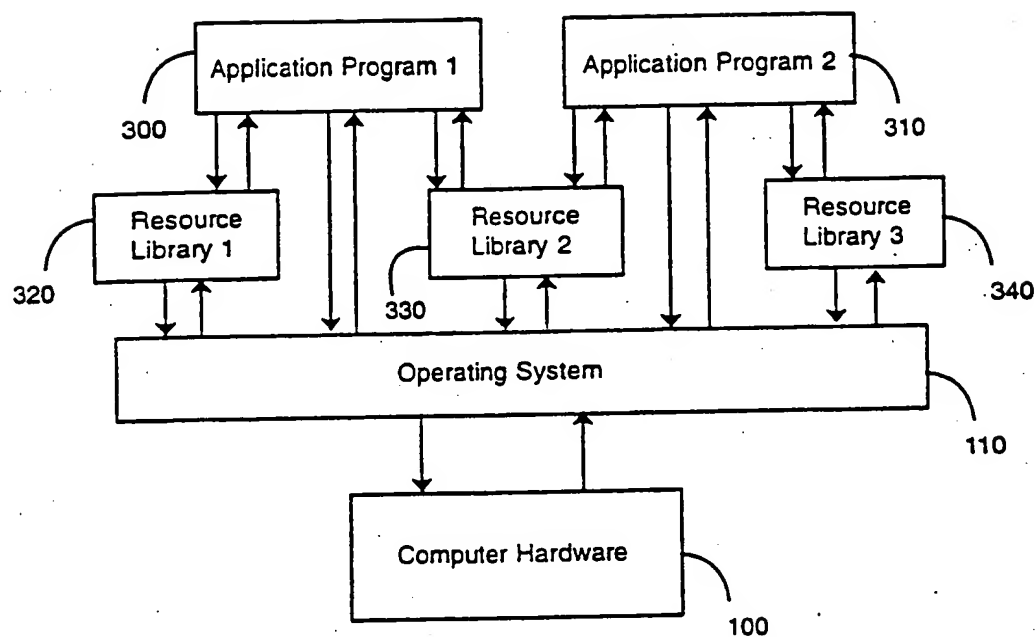 Application Program 1
Application Program 2
300
310
Resource
Library 1
Resource
Library 2
Resource
Library 3
320
330
340
Operating System
110
Computer Hardware
100